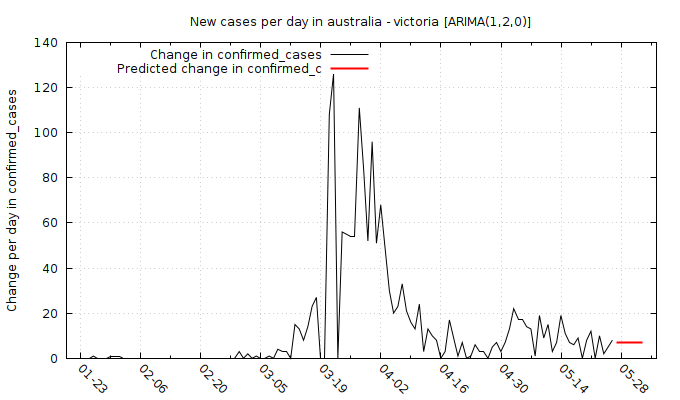 New cases per day in australia - victoria [ARIMA(1,2,0)]
Change in confirmed_cases
Predicted change in confirmed_c
Change per day in confirmed_cases
140
120
100
80
60
40
20
0
01-23 02-06 02-20 03-05 03-19 04-02 04-16 04-30 05-14 05-28